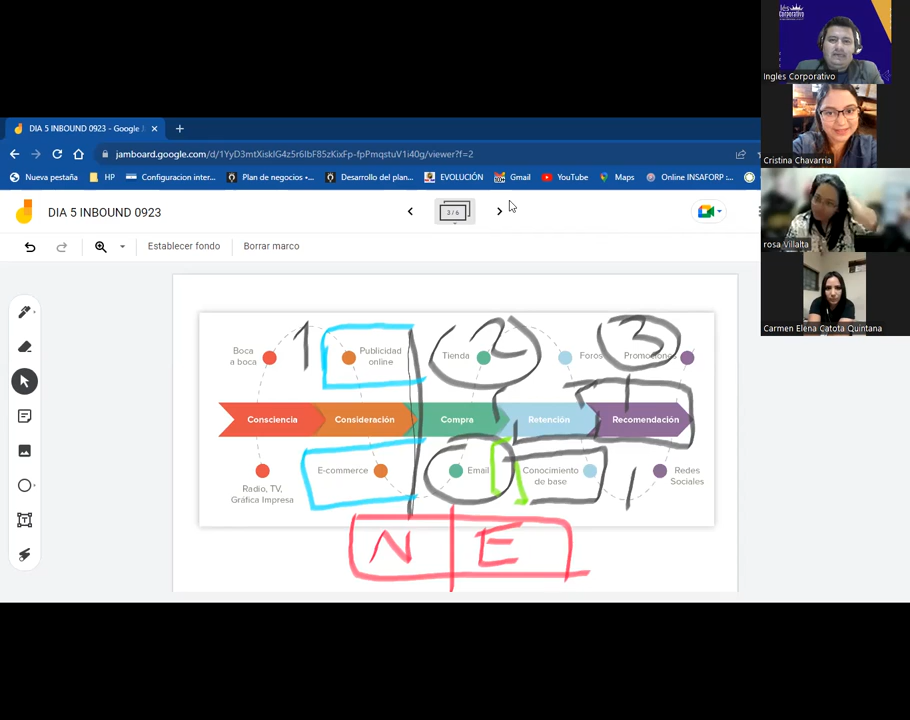 lés
Corporativo
Ingles Corporativo
Cristina Chavarria
rosa Villalta
Carmen Elena Catota Quintana
DIA 5 INBOUND 0923 - Google J
jamboard.google.com/d/1YyD3mtXiskIG4z5r6IbF85zKixFp-fpPmqstuV1i40g/viewer?f=2
Nueva pestaña
HP
Configuracion inter...
Plan de negocios •...
Desarrollo del plan...
EVOLUCIÓN
Gmail
YouTube
Maps
Online INSAFORP:...
DIA 5 INBOUND 0923
3 / 6
Establecer fondo
Borrar marco
1
2
3
Boca
a boca
Publicidad
online
Tienda
Foros
Promociones
Consciencia
Consideración
Compra
Retención
Recomendación
E-commerce
Email
Conocimiento
de base
Redes
Sociales
Radio, TV,
Gráfica Impresa
N E